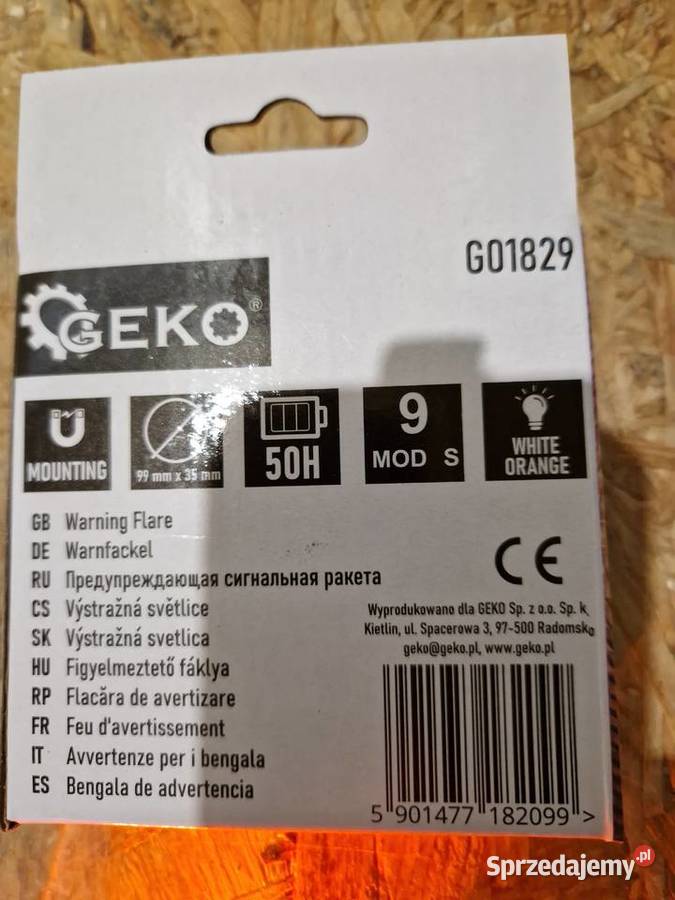 G01829
GEKO®
MOUNTING
99 mm x 35 mm
50H
9
MOD S
WHITE
ORANGE
GB Warning Flare
DE Warnfackel
RU Предупреждающая сигнальная ракета
CS Výstražná světlice
SK Výstražná svetlica
HU Figyelmeztető fáklya
RP Flacăra de avertizare
FR Feu d'avertissement
IT Avvertenze per i bengala
ES Bengala de advertencia
CE
Wyprodukowano dla GEKO Sp. z o.o. Sp. k.
Kietlin, ul. Spacerowa 3, 97-500 Radomsko
geko@geko.pl, www.geko.pl
5 901477 182099 >
Sprzedajemy.pl